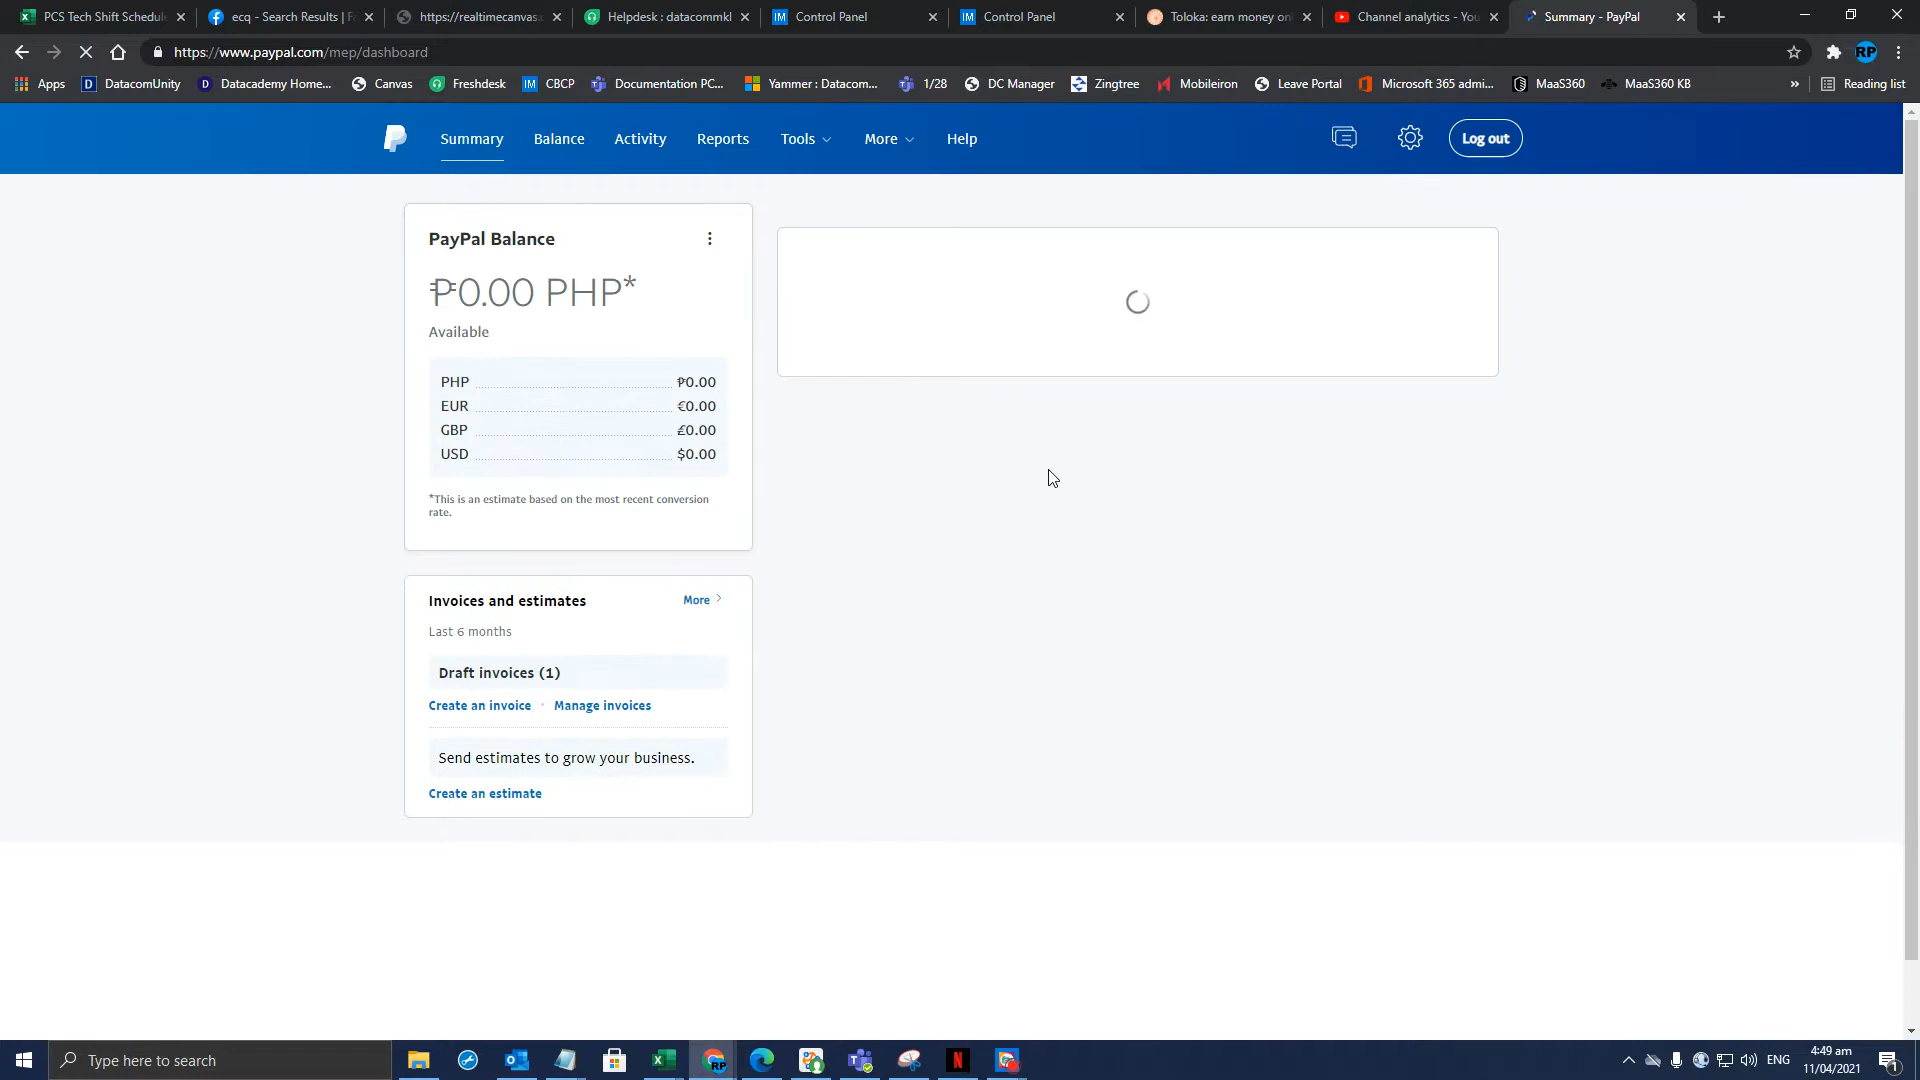 PCS Tech Shift Schedule
ecq - Search Results | F
https://realtimecanvas.
Helpdesk : datacommkl
Control Panel
Control Panel
Toloka: earn money on
Channel analytics - You
Summary - PayPal
https://www.paypal.com/mep/dashboard
RP
Apps
DatacomUnity
Datacademy Home...
Canvas
Freshdesk
IM CBCP
Documentation PC...
Yammer : Datacom...
1/28
DC Manager
Zingtree
Mobileiron
Leave Portal
Microsoft 365 admi...
MaaS360
MaaS360 KB
»
Reading list
Summary
Balance
Activity
Reports
Tools
More
Help
Log out
PayPal Balance
₱0.00 PHP*
Available
PHP ₱0.00
EUR €0.00
GBP £0.00
USD $0.00
*This is an estimate based on the most recent conversion
rate.
Invoices and estimates
More
Last 6 months
Draft invoices (1)
Create an invoice
Manage invoices
Send estimates to grow your business.
Create an estimate
Type here to search
ENG
4:49 am
11/04/2021
1